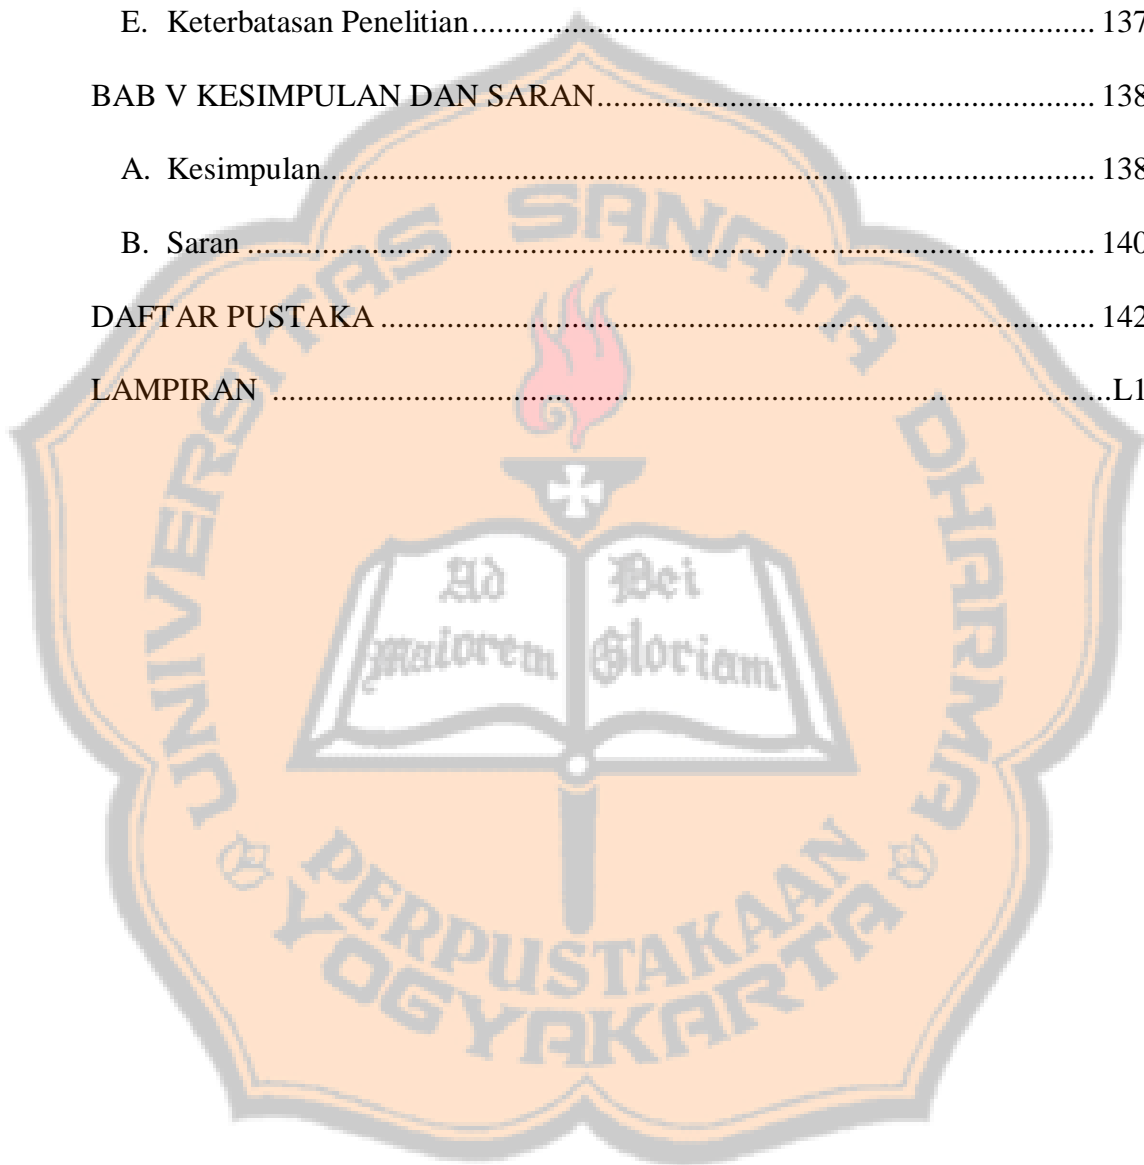 E. Keterbatasan Penelitian........................................................................ 137
BAB V KESIMPULAN DAN SARAN......................................................... 138
A. Kesimpulan......................................................................................... 138
B. Saran .................................................................................................. 140
DAFTAR PUSTAKA .................................................................................. 142
LAMPIRAN ................................................................................................L1
UNIVERSITAS SANATA DHARMA
Ad Dei
Maiorem Gloriam
PERPUSTAKAAN
YOGYAKARTA